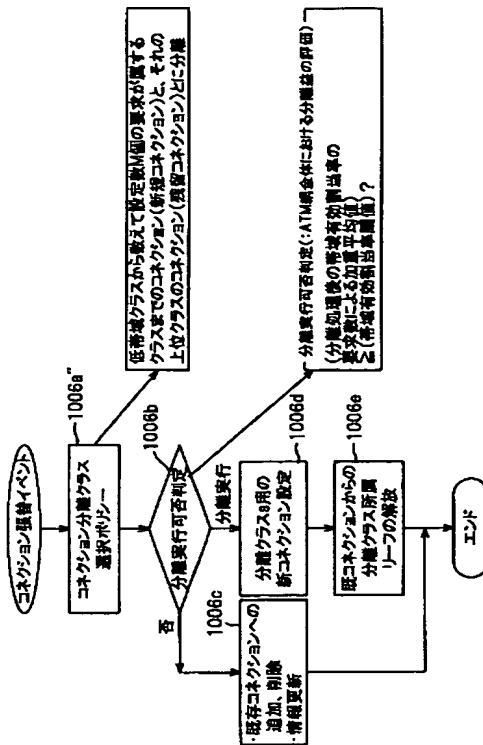 コネクション張替イベント
1006a"
コネクション分離クラス
選択ポリシー
低帯域クラスから数えて設定数M個の要求が属する
クラスまでのコネクション(新規コネクション)と、それの
上位クラスのコネクション(残留コネクション)とに分離
1006b
分離実行可否判定
分離実行可否判定(:ATM網全体における分離益の評価)
(分離処理後の帯域有効割当率の
要求数による加重平均値)
≧(帯域有効割当率閾値)?
否
分離実行
1006c
・既存コネクションへの
追加、削除
・情報更新
1006d
分離クラスa用の
新コネクション設定
1006e
既コネクションからの
分離クラス所属
リーフの解放
エンド